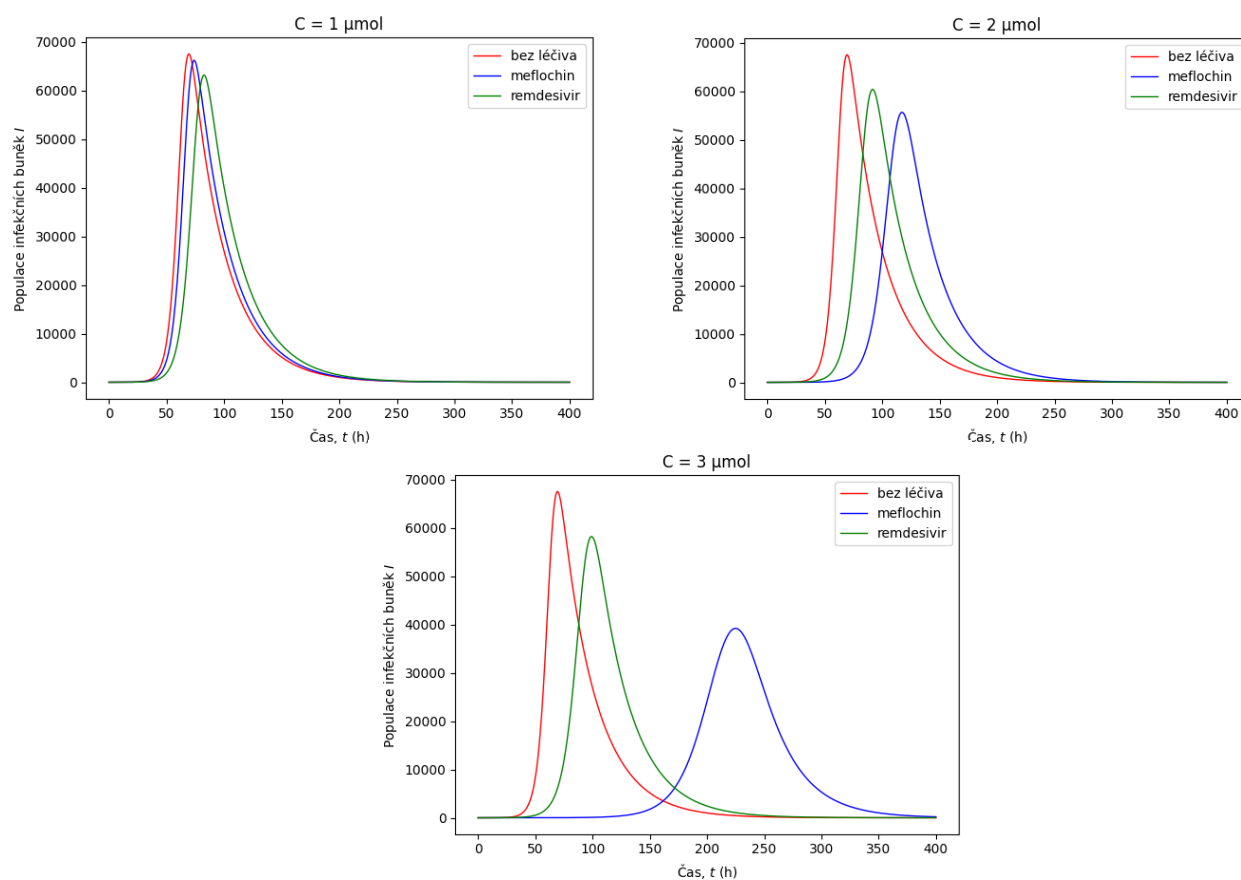 C = 1 μmol
70000
60000
50000
40000
30000
20000
10000
0
Populace infekčních buněk I
bez léčiva
meflochin
remdesivir
0 50 100 150 200 250 300 350 400
Čas, t (h)
C = 2 μmol
70000
60000
50000
40000
30000
20000
10000
0
Populace infekčních buněk I
bez léčiva
meflochin
remdesivir
0 50 100 150 200 250 300 350 400
Čas, t (h)
C = 3 μmol
70000
60000
50000
40000
30000
20000
10000
0
Populace infekčních buněk I
bez léčiva
meflochin
remdesivir
0 50 100 150 200 250 300 350 400
Čas, t (h)